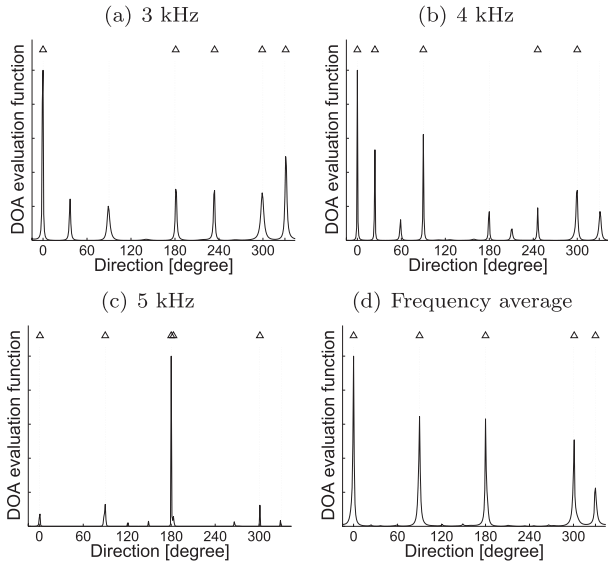 (a) 3 kHz
DOA evaluation function
0 60 120 180 240 300
Direction [degree]
(b) 4 kHz
DOA evaluation function
0 60 120 180 240 300
Direction [degree]
(c) 5 kHz
DOA evaluation function
0 60 120 180 240 300
Direction [degree]
(d) Frequency average
DOA evaluation function
0 60 120 180 240 300
Direction [degree]